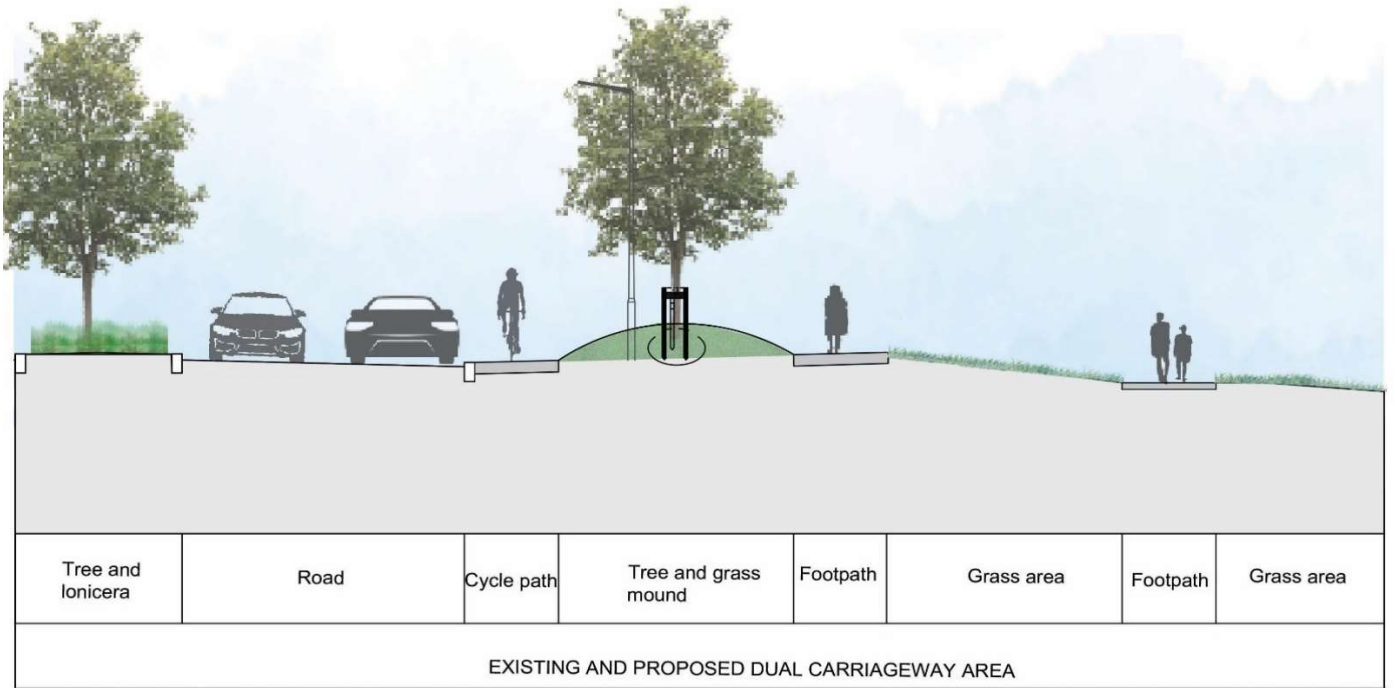 Tree and
lonicera
Road
Cycle path
Tree and grass
mound
Footpath
Grass area
Footpath
Grass area
EXISTING AND PROPOSED DUAL CARRIAGEWAY AREA